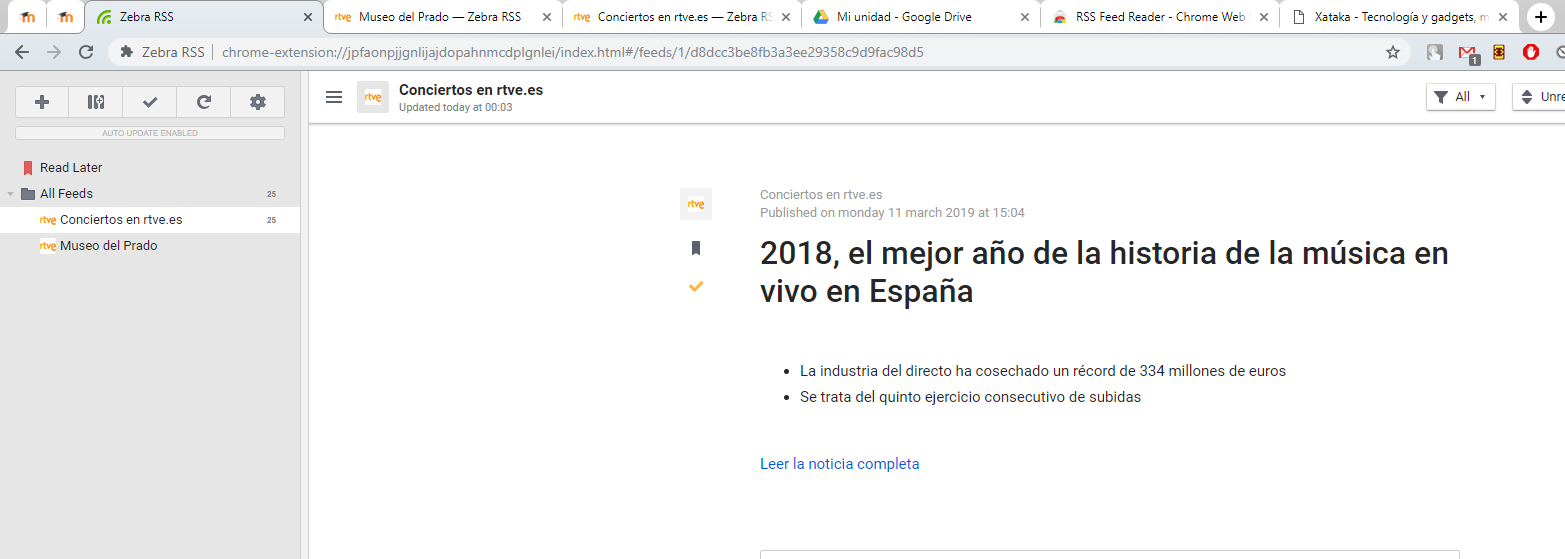 Zebra RSS
Museo del Prado — Zebra RSS
Conciertos en rtve.es — Zebra RS
Mi unidad - Google Drive
RSS Feed Reader - Chrome Web S
Xataka - Tecnología y gadgets, m
Zebra RSS | chrome-extension://jpfaonpjjgnlijajdopahnmcdplgnlei/index.html#/feeds/1/d8dcc3be8fb3a3ee29358c9d9fac98d5
1
AUTO UPDATE ENABLED
Read Later
All Feeds 25
rtve Conciertos en rtve.es 25
rtve Museo del Prado
rtve
Conciertos en rtve.es
Updated today at 00:03
All
Unre
rtve
Conciertos en rtve.es
Published on monday 11 march 2019 at 15:04
2018, el mejor año de la historia de la música en
vivo en España
• La industria del directo ha cosechado un récord de 334 millones de euros
• Se trata del quinto ejercicio consecutivo de subidas
Leer la noticia completa